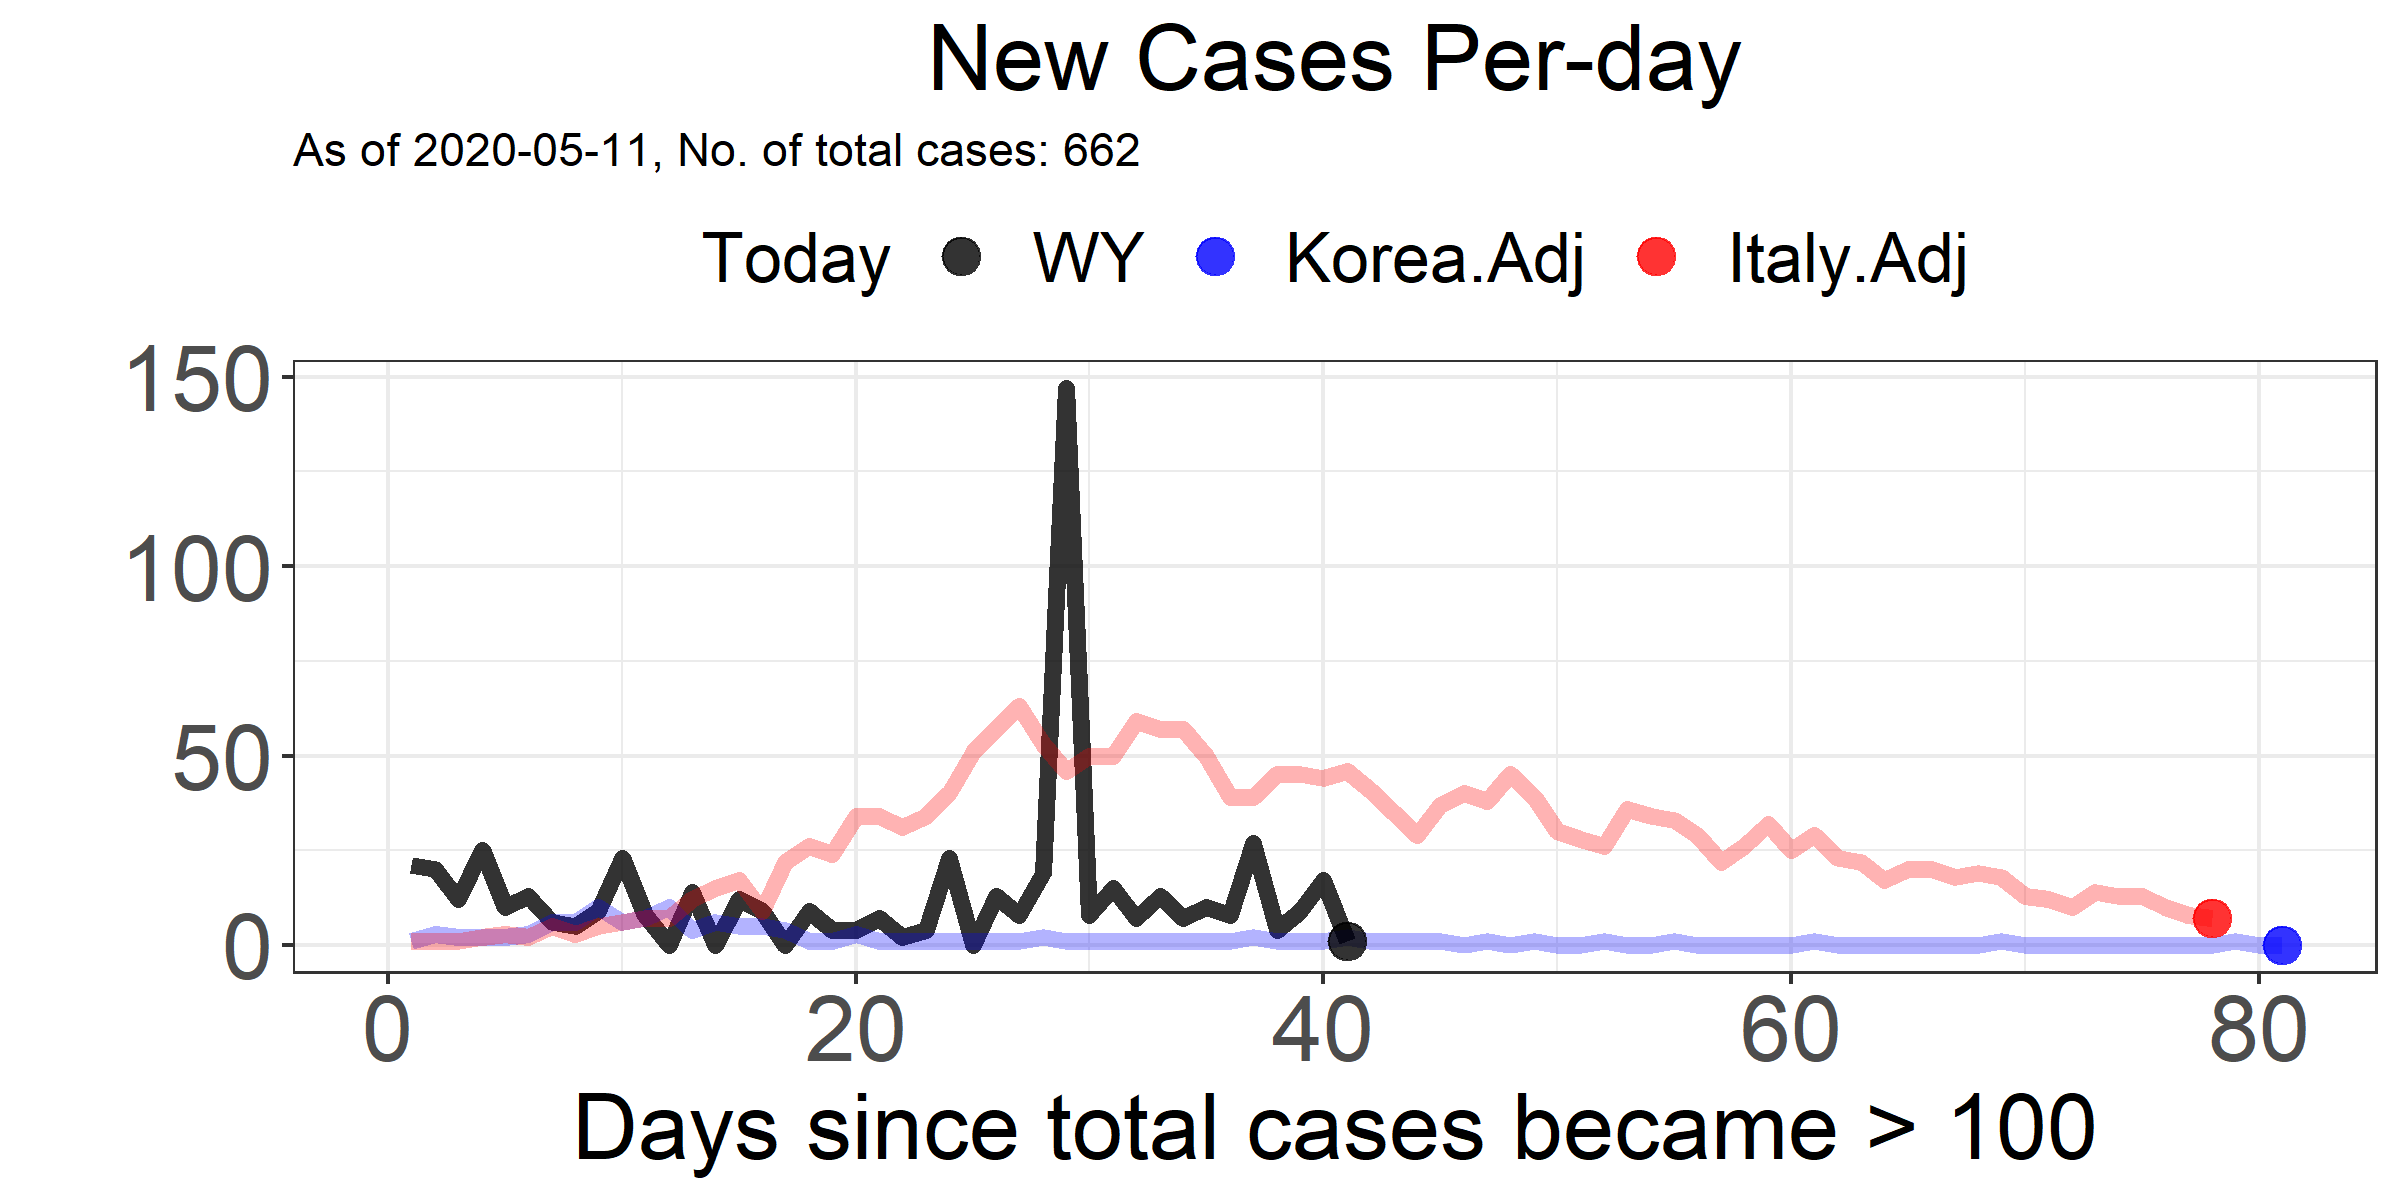 New Cases Per-day
As of 2020-05-11, No. of total cases: 662
Today WY Korea.Adj Italy.Adj
150
100
50
0
0 20 40 60 80
Days since total cases became > 100